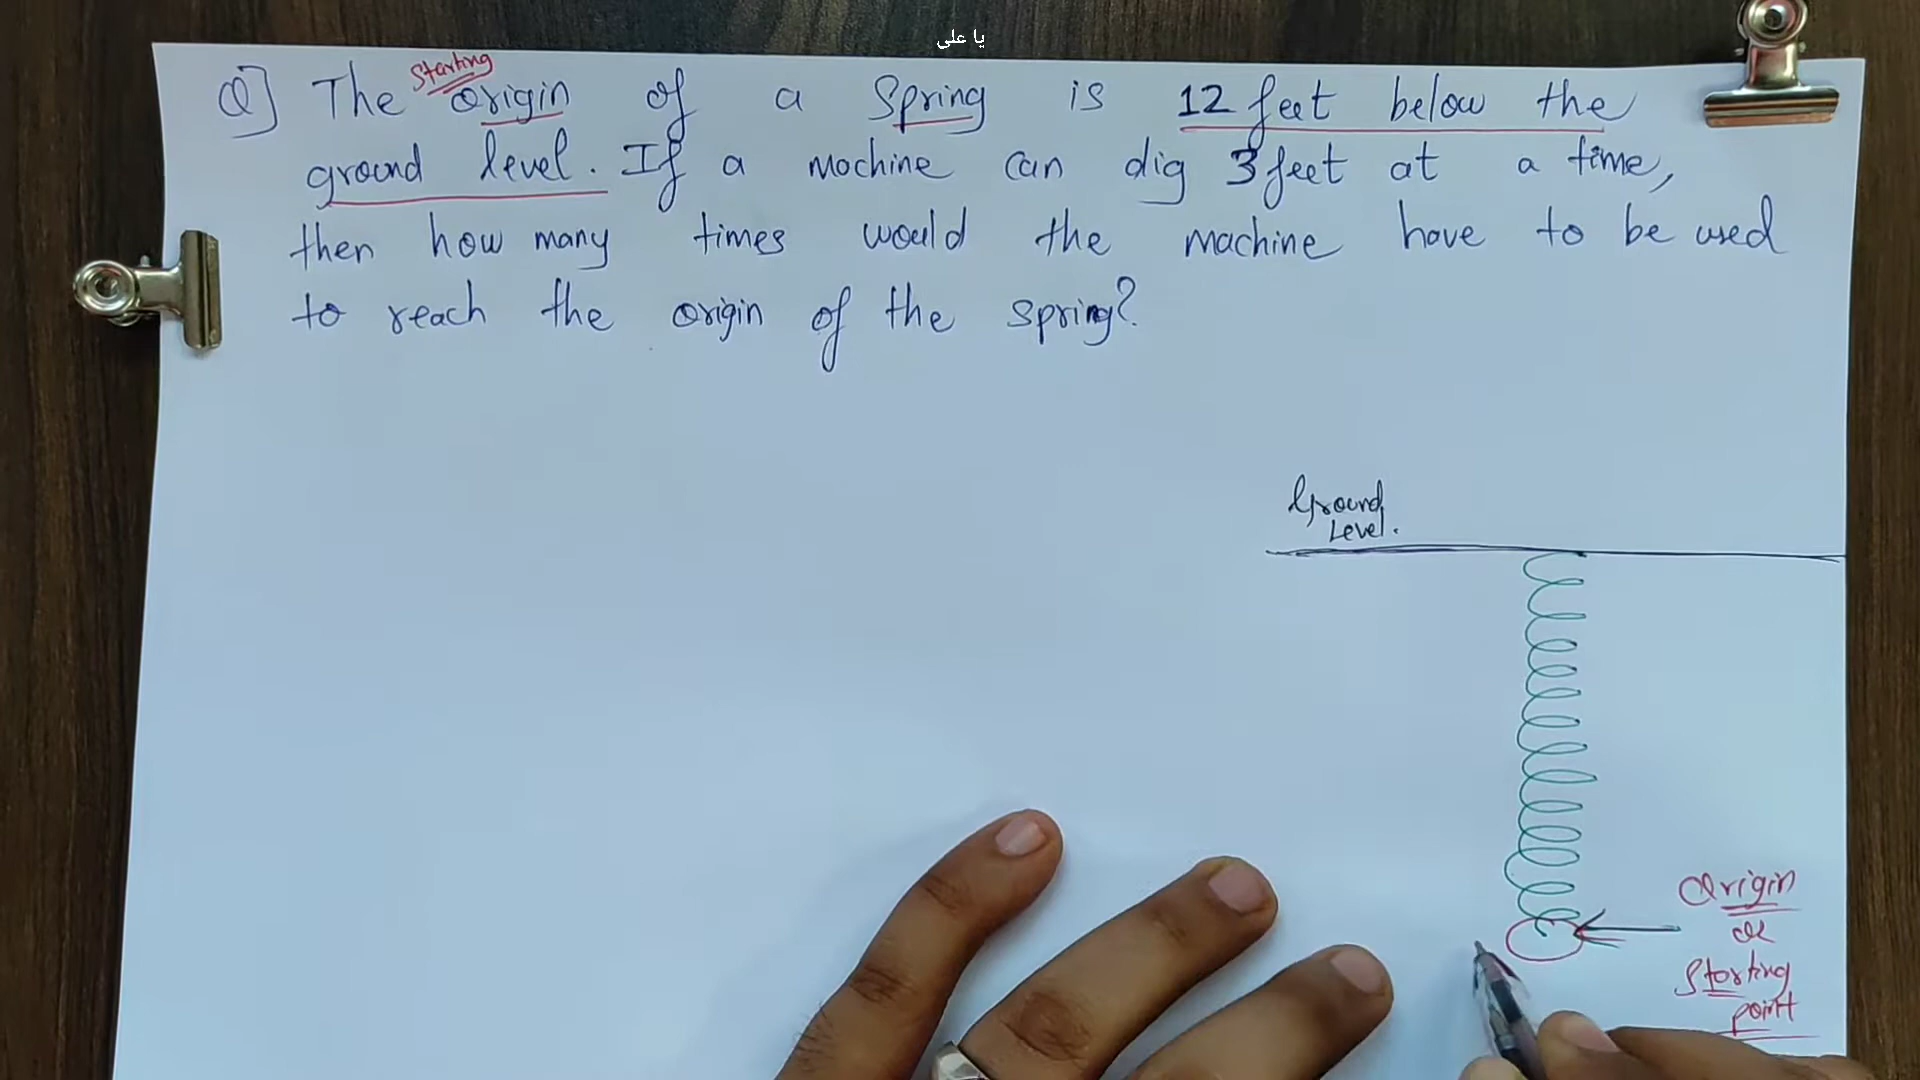 يا على
Starting
Q] The origin of a spring is 12 feet below the
ground level. If a machine can dig 3 feet at a time,
then how many times would the machine have to be used
to reach the origin of the spring?
Ground
Level.
Origin
or
Starting
point